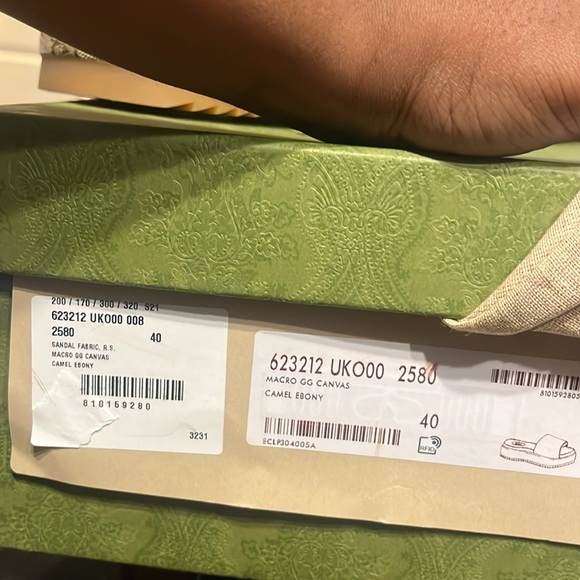 200 / 170 / 300 / 320 S21
623212 UKO00 008
2580 40
SANDAL FABRIC, R.S.
MACRO GG CANVAS
CAMEL EBONY
810159280
3231
623212 UKO00 2580
MACRO GG CANVAS
CAMEL EBONY
8101592805
40
8CLP304005A
RFID